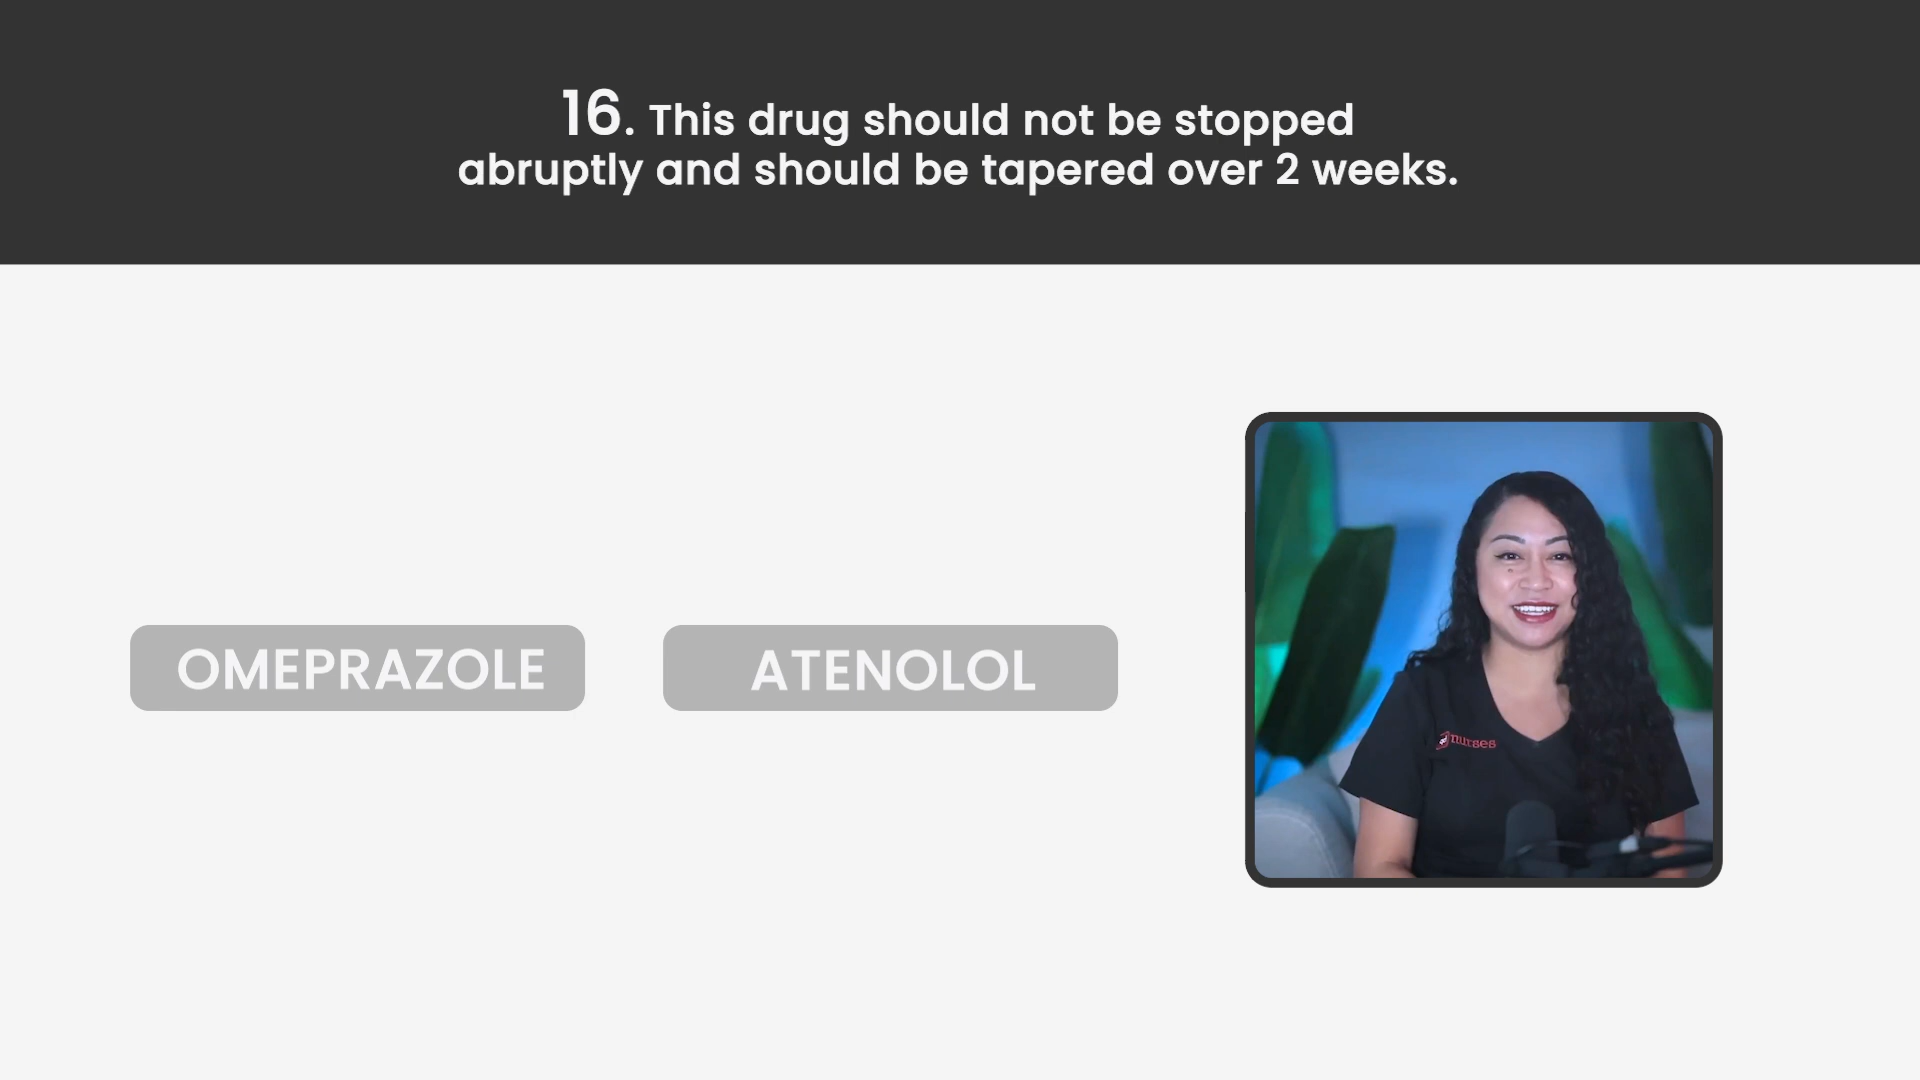 16. This drug should not be stopped
abruptly and should be tapered over 2 weeks.
OMEPRAZOLE
ATENOLOL
nurses